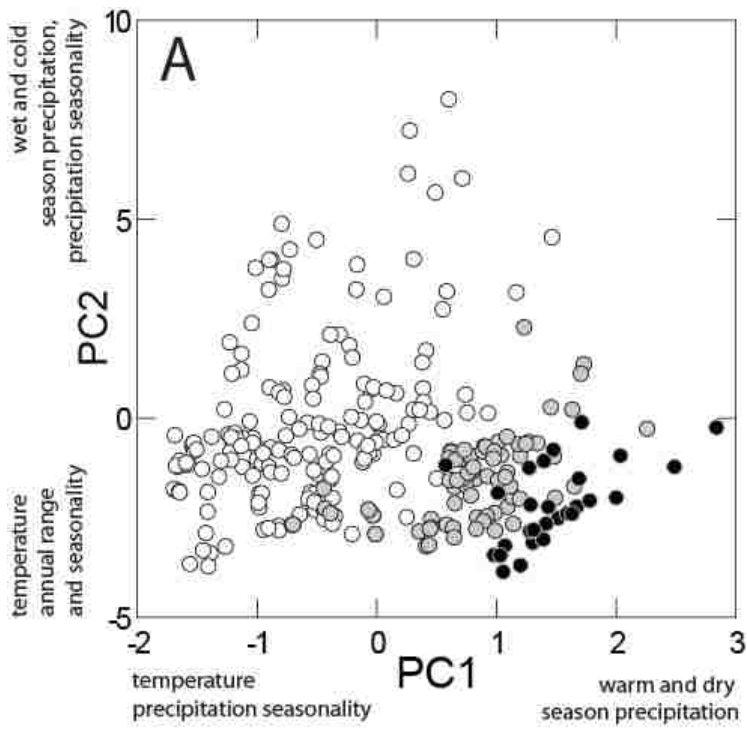 A
10
5
0
-5
-2
-1
0
1
2
3
PC2
PC1
wet and cold
season precipitation,
precipitation seasonality
temperature
annual range
and seasonality
temperature
precipitation seasonality
warm and dry
season precipitation